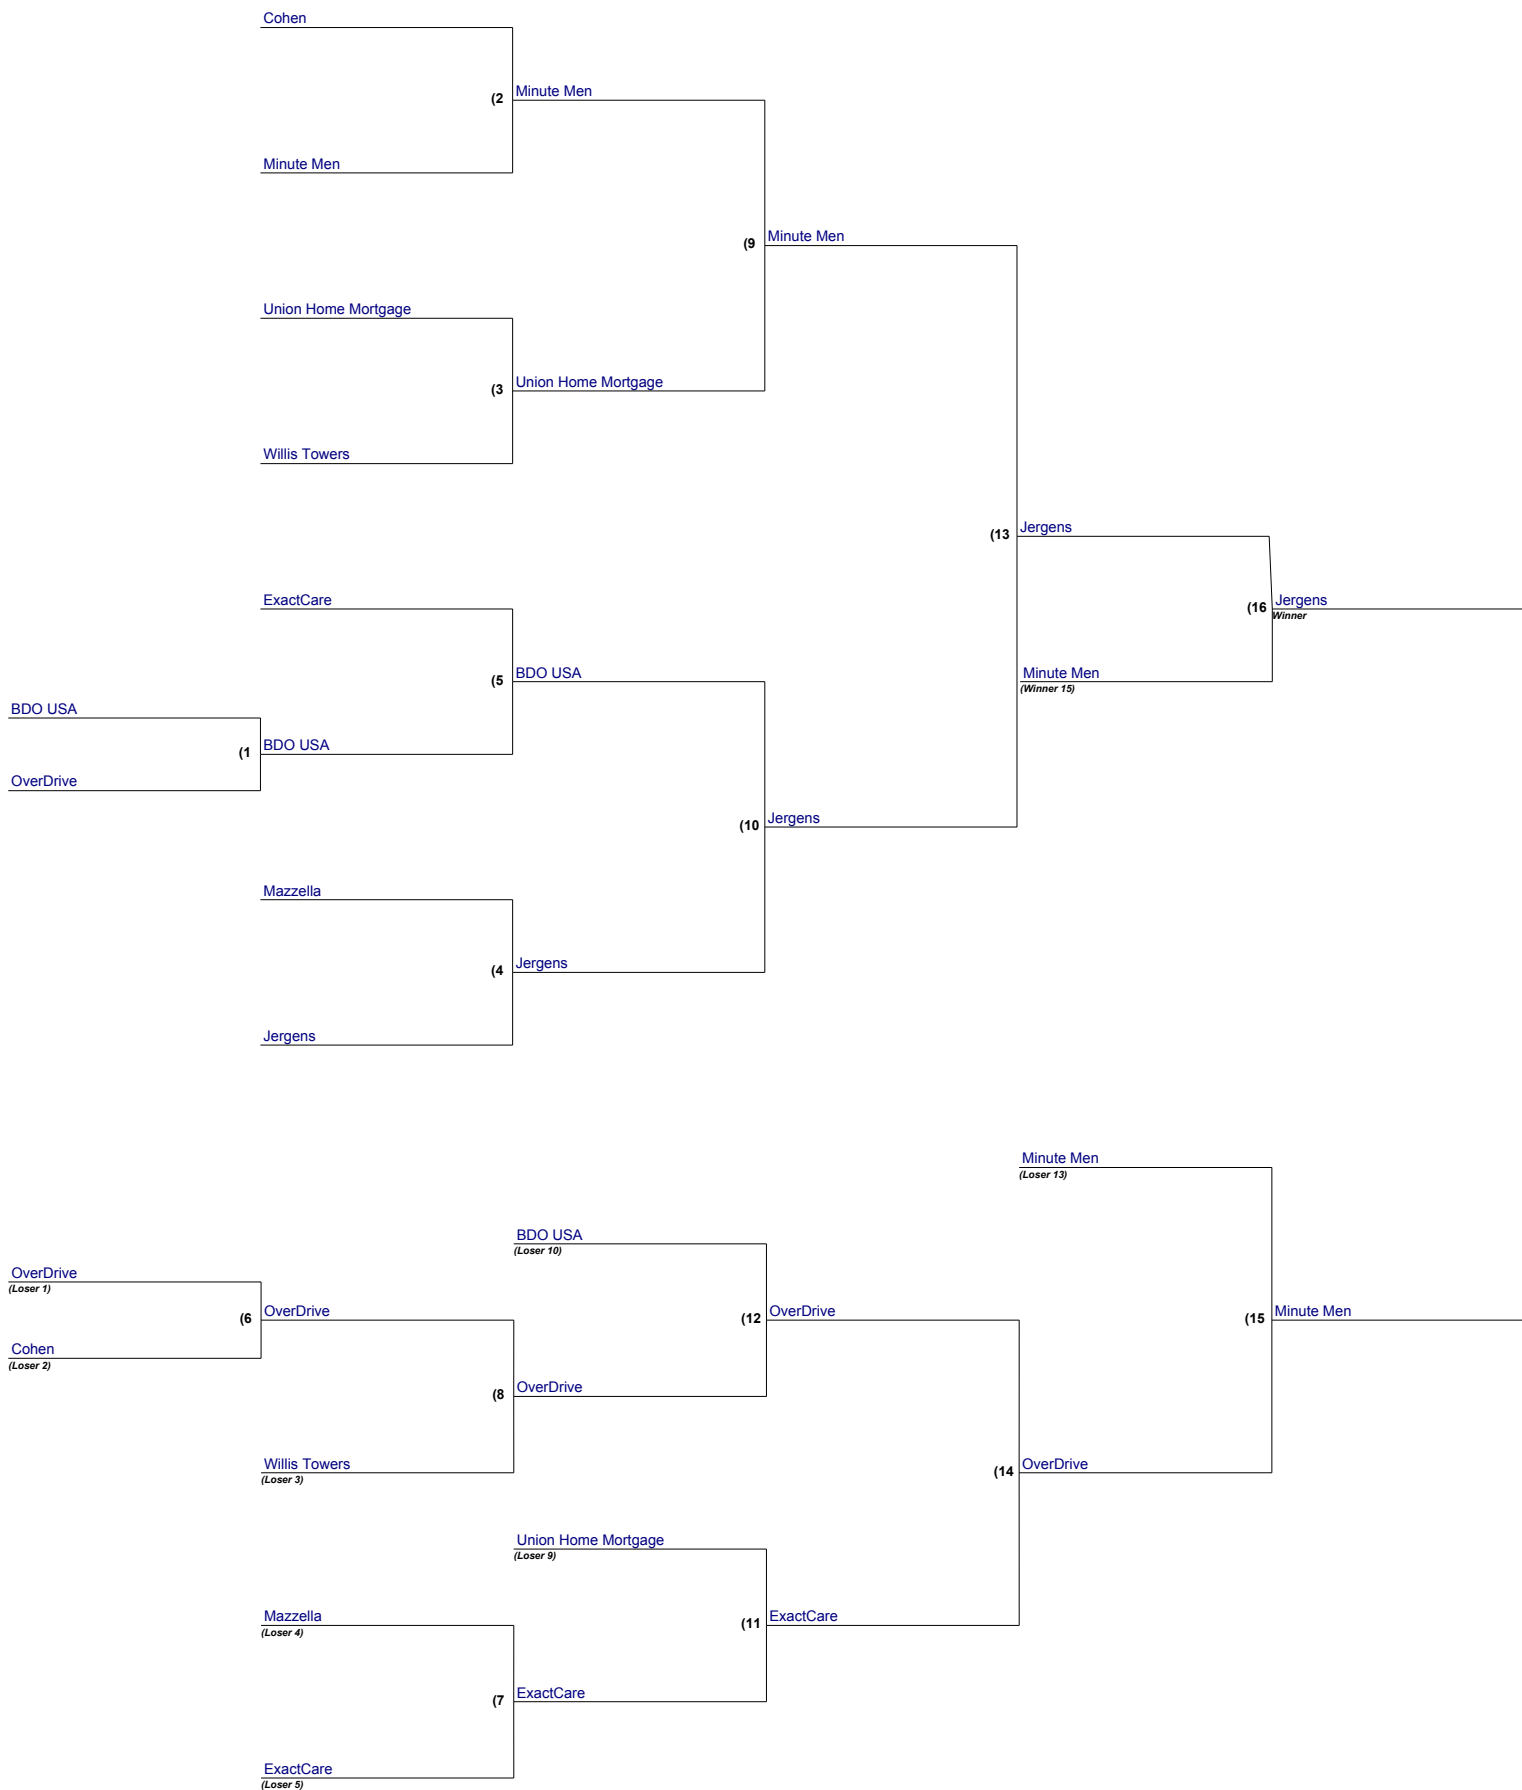 Cohen
(2 Minute Men
Minute Men
(9 Minute Men
Union Home Mortgage
(3 Union Home Mortgage
Willis Towers
(13 Jergens
ExactCare
(16 Jergens
Winner
(5 BDO USA
Minute Men
(Winner 15)
BDO USA
(1 BDO USA
OverDrive
(10 Jergens
Mazzella
(4 Jergens
Jergens
Minute Men
(Loser 13)
BDO USA
(Loser 10)
OverDrive
(Loser 1)
(6 OverDrive
(12 OverDrive
(15 Minute Men
Cohen
(Loser 2)
(8 OverDrive
Willis Towers
(Loser 3)
(14 OverDrive
Union Home Mortgage
(Loser 9)
Mazzella
(Loser 4)
(11 ExactCare
(7 ExactCare
ExactCare
(Loser 5)